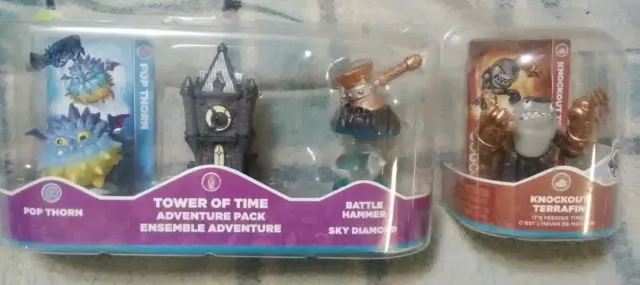 POP THORN
KNOCKOUT T
POP THORN
TOWER OF TIME
ADVENTURE PACK
ENSEMBLE ADVENTURE
BATTLE
HAMMER
SKY DIAMOND
KNOCKOUT
TERRAFIN
IT'S FEEDING TIME
C'EST L'HEURE DE